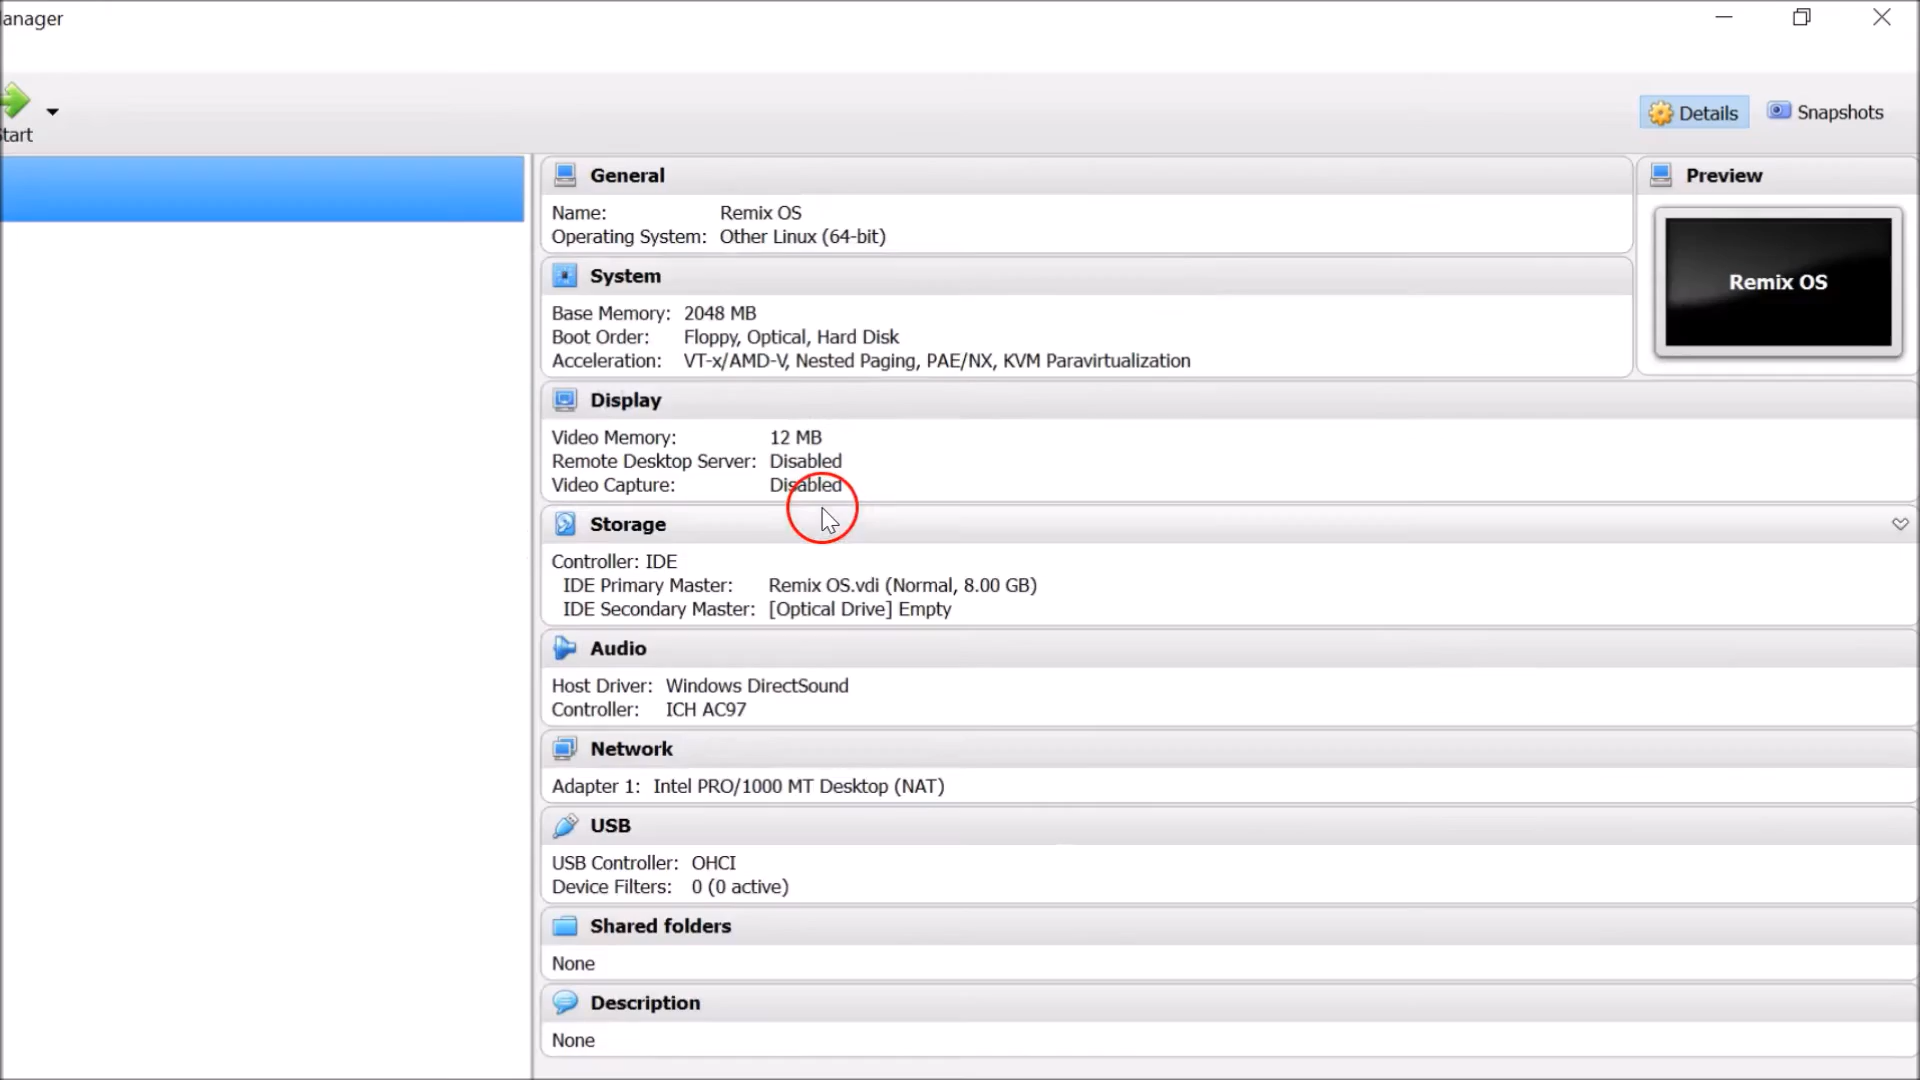 anager
Start
Details
Snapshots
General
Name: Remix OS
Operating System: Other Linux (64-bit)
Preview
Remix OS
System
Base Memory: 2048 MB
Boot Order: Floppy, Optical, Hard Disk
Acceleration: VT-x/AMD-V, Nested Paging, PAE/NX, KVM Paravirtualization
Display
Video Memory: 12 MB
Remote Desktop Server: Disabled
Video Capture: Disabled
Storage
Controller: IDE
IDE Primary Master: Remix OS.vdi (Normal, 8.00 GB)
IDE Secondary Master: [Optical Drive] Empty
Audio
Host Driver: Windows DirectSound
Controller: ICH AC97
Network
Adapter 1: Intel PRO/1000 MT Desktop (NAT)
USB
USB Controller: OHCI
Device Filters: 0 (0 active)
Shared folders
None
Description
None